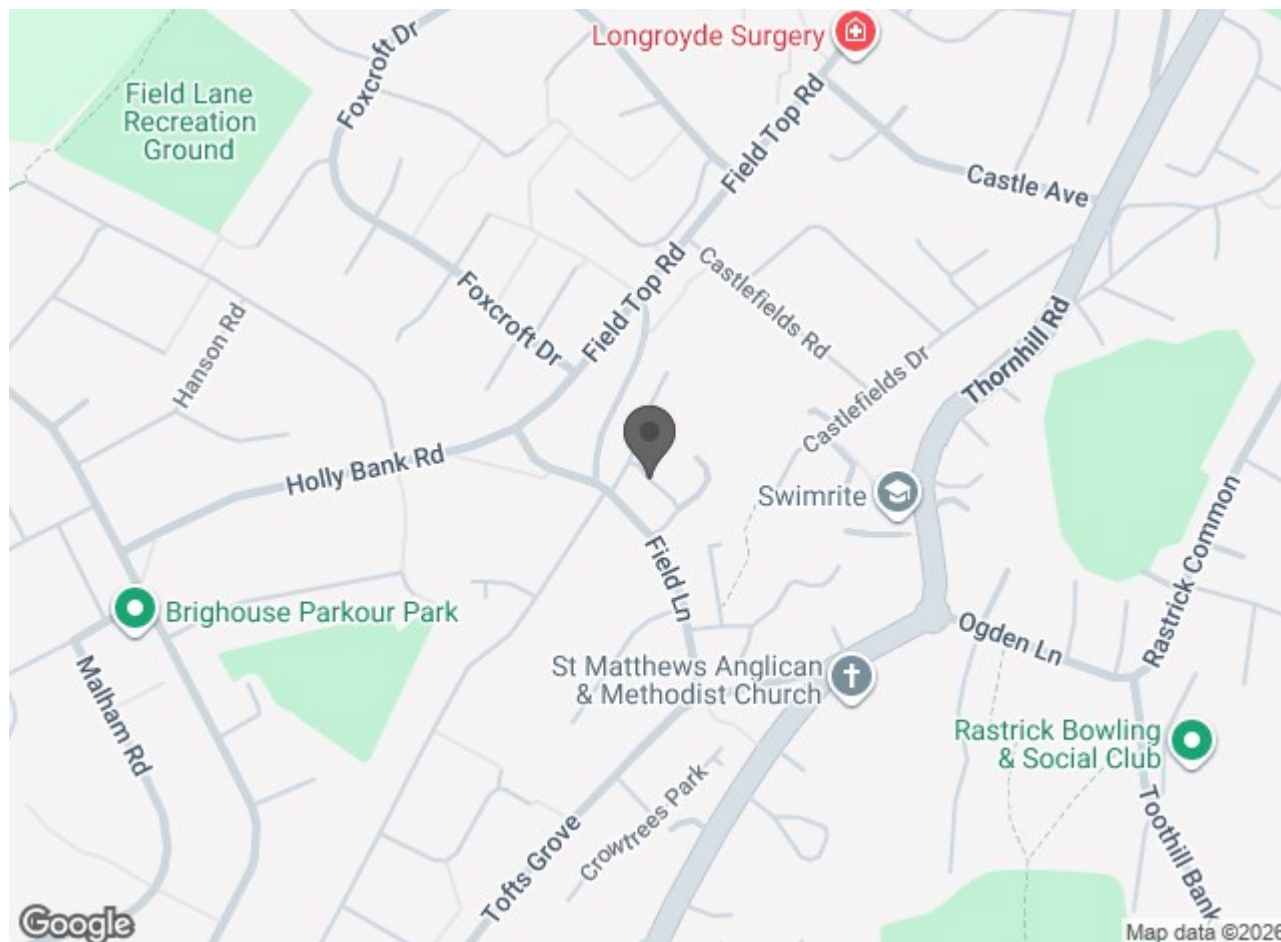 Longroyde Surgery
Foxcroft Dr
Field Lane
Recreation
Ground
Field Top Rd
Castle Ave
Field Top Rd
Castlefields Rd
Foxcroft Dr
Hanson Rd
Thornhill Rd
Castlefields Dr
Holly Bank Rd
Swimrite
Rastrick Common
Field Ln
Brighouse Parkour Park
Ogden Ln
St Matthews Anglican
& Methodist Church
Malham Rd
Rastrick Bowling
& Social Club
Crowtrees Park
Tofts Grove
Toothill Bank
Google
Map data ©2026